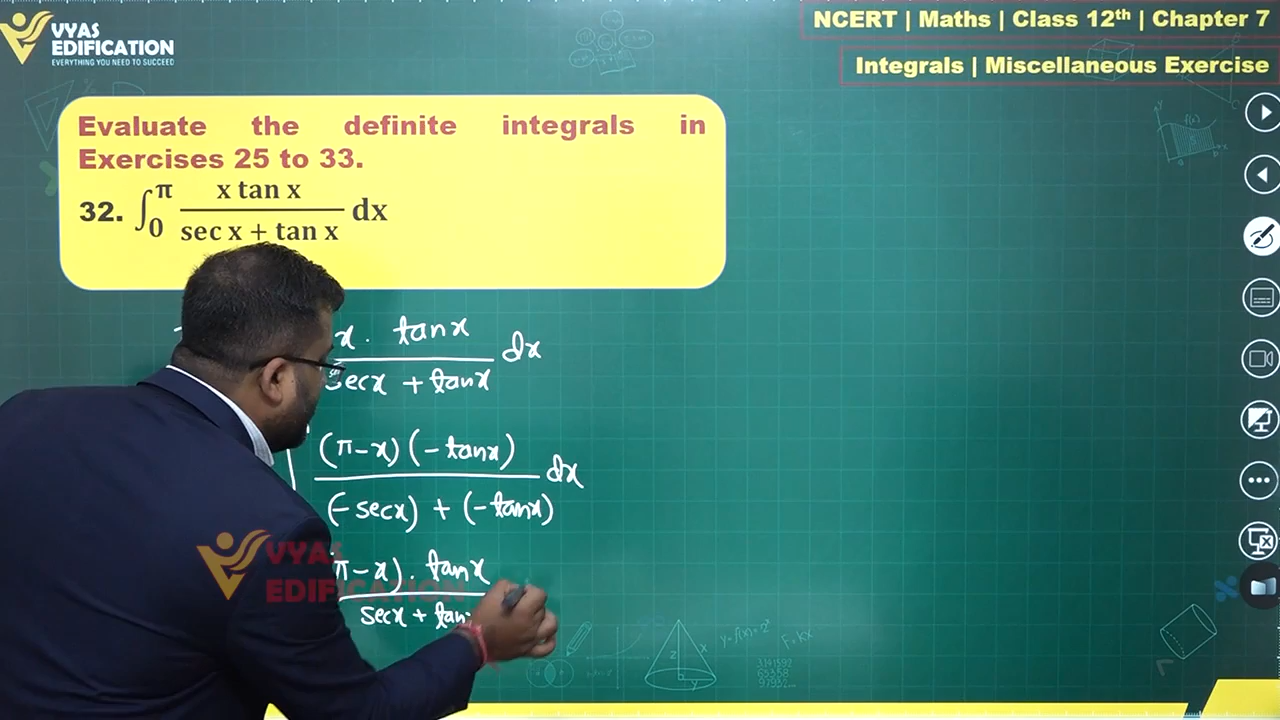 VYAS
EDIFICATION
EVERYTHING YOU NEED TO SUCCEED
NCERT | Maths | Class 12th | Chapter 7
Integrals | Miscellaneous Exercise
Evaluate the definite integrals in
Exercises 25 to 33.
32. ∫₀^π x tan x / sec x + tan x dx
x . tan x
sec x + tan x dx
(π-x) (-tan x)
(-sec x) + (-tan x) dx
π-x) . tan x
sec x + tan
VYAS
EDIFICATION